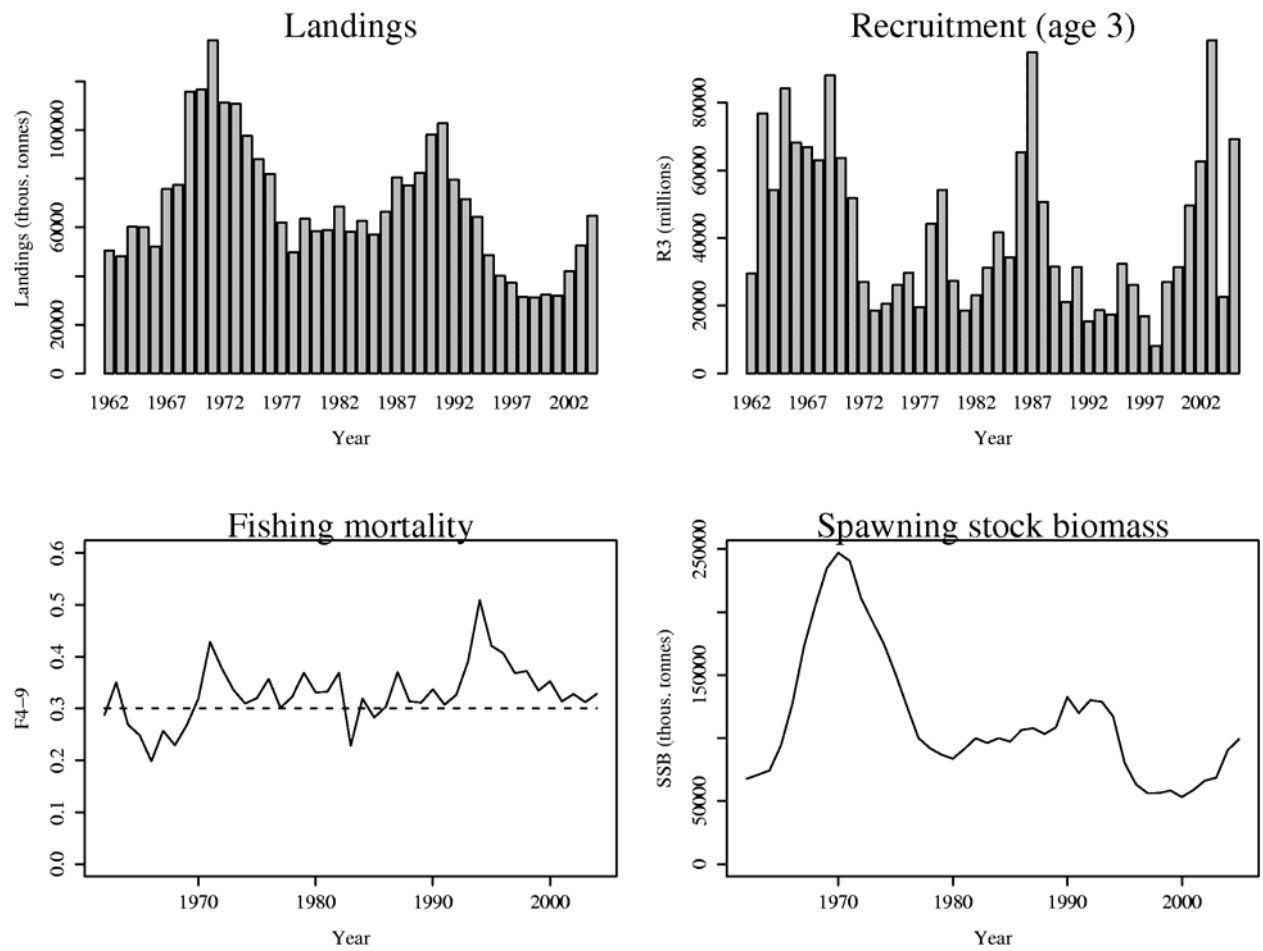 Landings
Landings (thous. tonnes)
100000
60000
20000
0
1962 1967 1972 1977 1982 1987 1992 1997 2002
Year
Recruitment (age 3)
R3 (millions)
80000
60000
40000
20000
0
1962 1967 1972 1977 1982 1987 1992 1997 2002
Year
Fishing mortality
F4–9
0.6
0.5
0.4
0.3
0.2
0.1
0.0
1970 1980 1990 2000
Year
Spawning stock biomass
SSB (thous. tonnes)
250000
150000
50000
0
1970 1980 1990 2000
Year